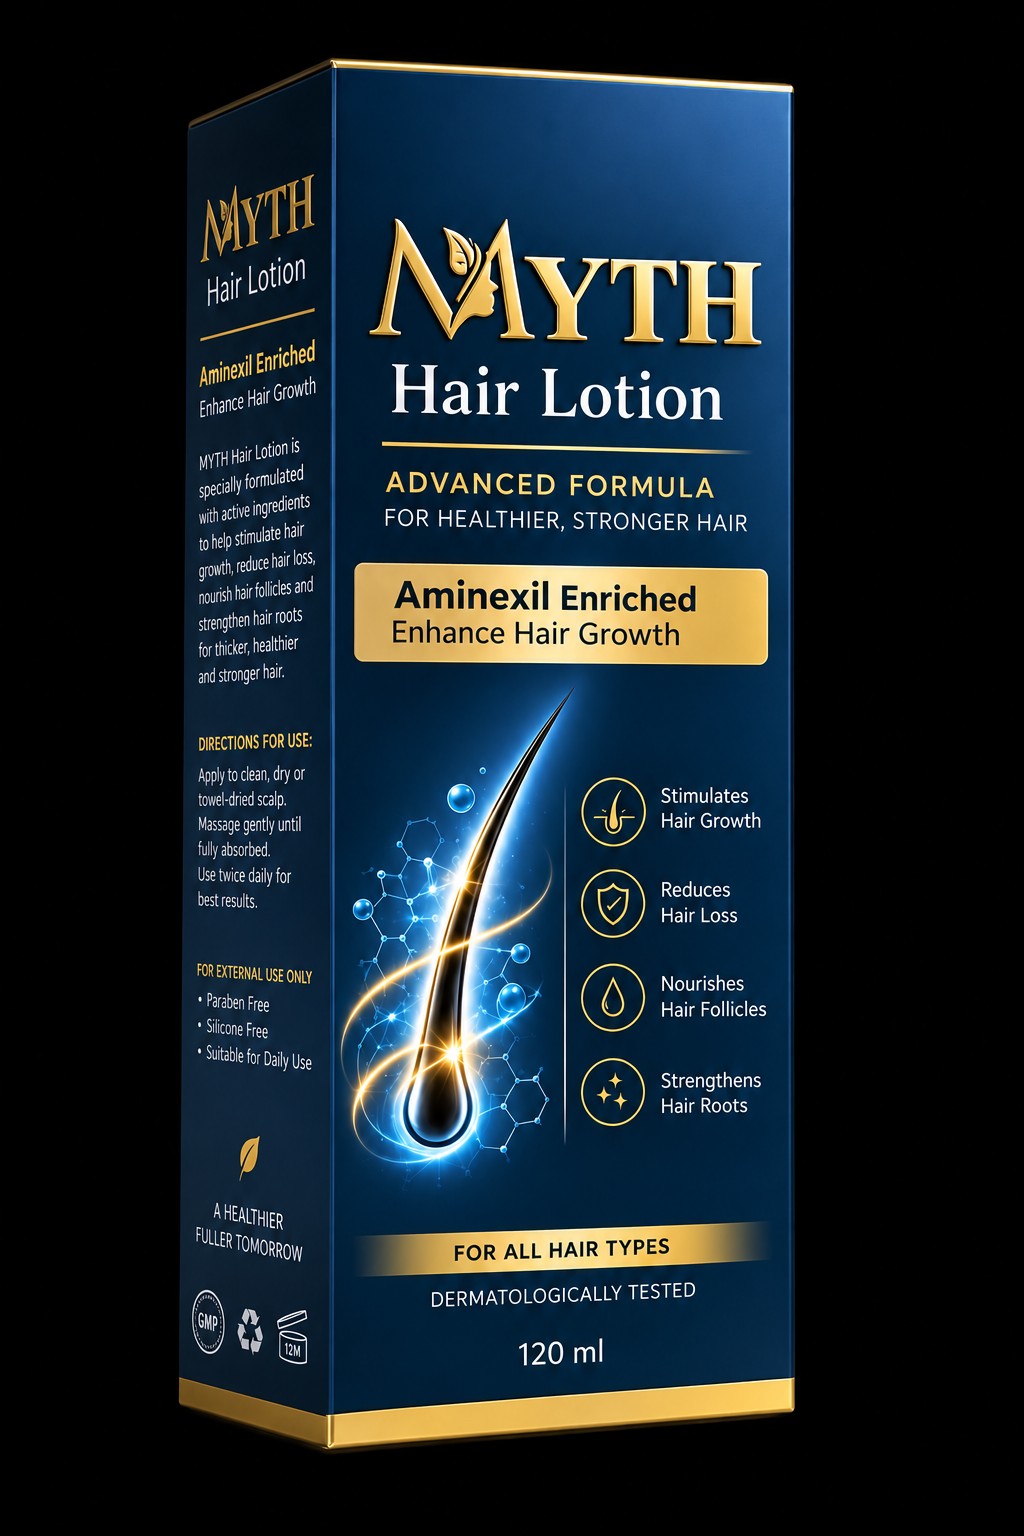 MYTH
Hair Lotion
Aminexil Enriched
Enhance Hair Growth
MYTH Hair Lotion is
specially formulated
with active ingredients
to help stimulate hair
growth, reduce hair loss,
nourish hair follicles and
strengthen hair roots
for thicker, healthier
and stronger hair.
DIRECTIONS FOR USE:
Apply to clean, dry or
towel-dried scalp.
Massage gently until
fully absorbed.
Use twice daily for
best results.
FOR EXTERNAL USE ONLY
• Paraben Free
• Silicone Free
• Suitable for Daily Use
A HEALTHIER
FULLER TOMORROW
GMP
12M
MYTH
Hair Lotion
ADVANCED FORMULA
FOR HEALTHIER, STRONGER HAIR
Aminexil Enriched
Enhance Hair Growth
Stimulates
Hair Growth
Reduces
Hair Loss
Nourishes
Hair Follicles
Strengthens
Hair Roots
FOR ALL HAIR TYPES
DERMATOLOGICALLY TESTED
120 ml